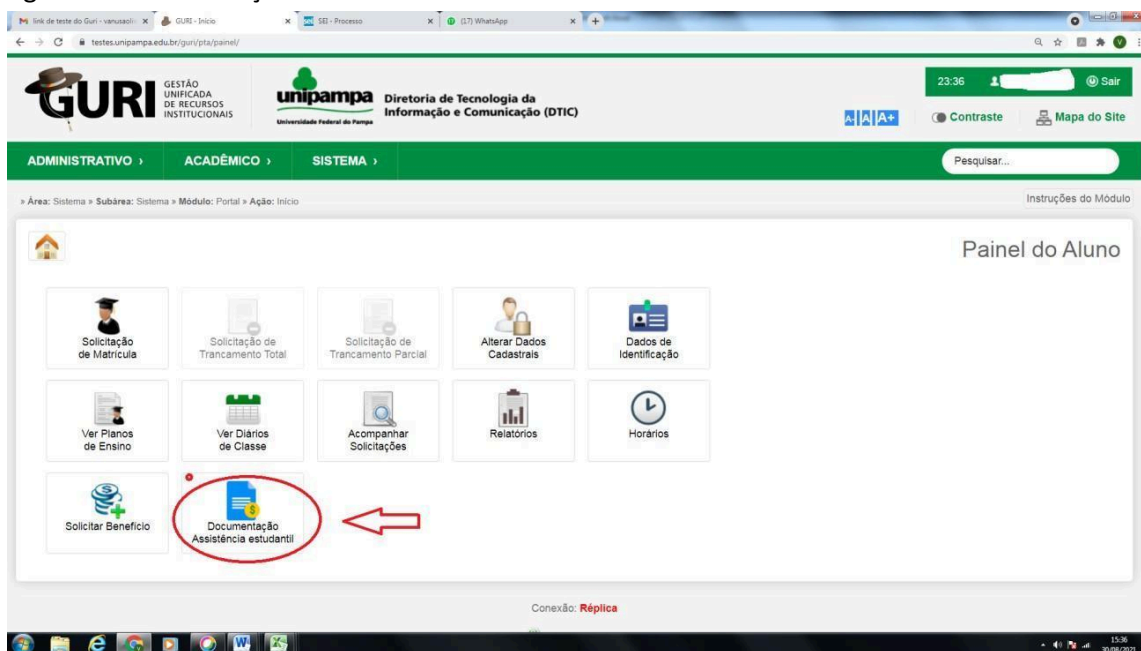 link de teste do Guri - vanusaoli
GURI - Inicio
SEI - Processo
(17) WhatsApp
testes.unipampa.edu.br/guri/pta/painel/
GURI
GESTÃO
UNIFICADA
DE RECURSOS
INSTITUCIONAIS
unipampa
Universidade Federal do Pampa
Diretoria de Tecnologia da
Informação e Comunicação (DTIC)
23:36
Sair
A- A A+
Contraste
Mapa do Site
ADMINISTRATIVO ›
ACADÊMICO ›
SISTEMA ›
Pesquisar...
» Área: Sistema » Subárea: Sistema » Módulo: Portal » Ação: Início
Instruções do Módulo
Painel do Aluno
Solicitação
de Matrícula
Solicitação de
Trancamento Total
Solicitação de
Trancamento Parcial
Alterar Dados
Cadastrais
Dados de
Identificação
Ver Planos
de Ensino
Ver Diários
de Classe
Acompanhar
Solicitações
Relatórios
Horários
Solicitar Benefício
Documentação
Assistência estudantil
Conexão: Réplica
15:36
30/08/2021